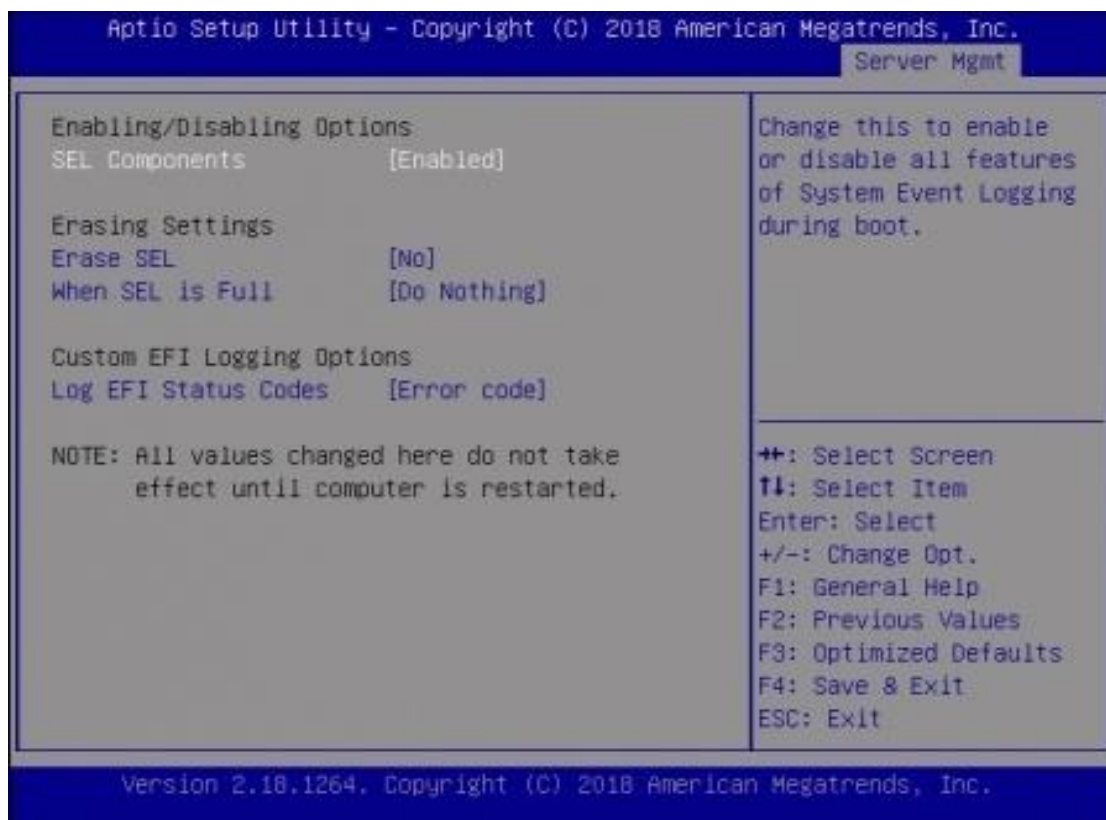 Aptio Setup Utility – Copyright (C) 2018 American Megatrends, Inc.
Server Mgmt
Enabling/Disabling Options
SEL Components [Enabled]
Erasing Settings
Erase SEL [No]
When SEL is Full [Do Nothing]
Custom EFI Logging Options
Log EFI Status Codes [Error code]
NOTE: All values changed here do not take
effect until computer is restarted.
Change this to enable
or disable all features
of System Event Logging
during boot.
→←: Select Screen
↑↓: Select Item
Enter: Select
+/-: Change Opt.
F1: General Help
F2: Previous Values
F3: Optimized Defaults
F4: Save & Exit
ESC: Exit
Version 2.18.1264. Copyright (C) 2018 American Megatrends, Inc.